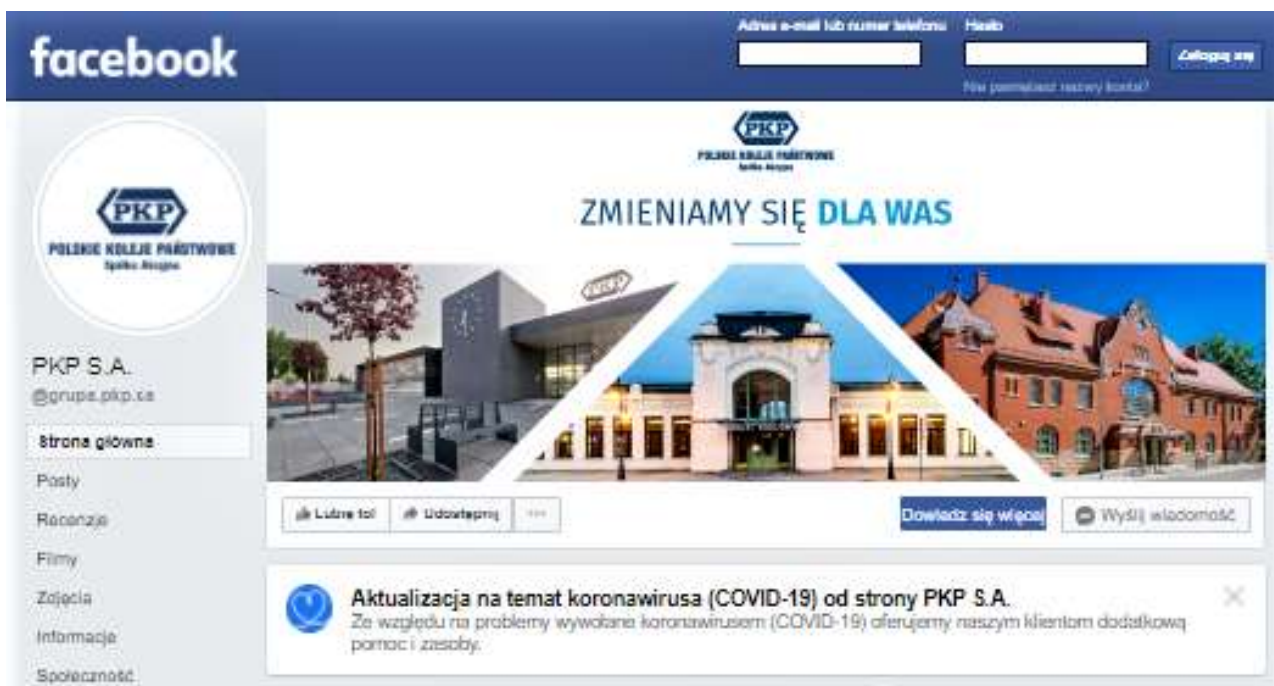 facebook
Adres e-mail lub numer telefonu
Hasło
Zaloguj się
Nie pamiętasz nazwy konta?
PKP
POLSKIE KOLEJE PAŃSTWOWE
Spółka Akcyjna
ZMIENIAMY SIĘ DLA WAS
PKP
PKP
POLSKIE KOLEJE PAŃSTWOWE
Spółka Akcyjna
PKP S.A.
@grupa.pkp.sa
Strona główna
Posty
Recenzje
Filmy
Zdjęcia
Informacje
Społeczność
Lubię to!
Udostępnij
Dowiedz się więcej
Wyślij wiadomość
Aktualizacja na temat koronawirusa (COVID-19) od strony PKP S.A.
Ze względu na problemy wywołane koronawirusem (COVID-19) oferujemy naszym klientom dodatkową
pomoc i zasoby.